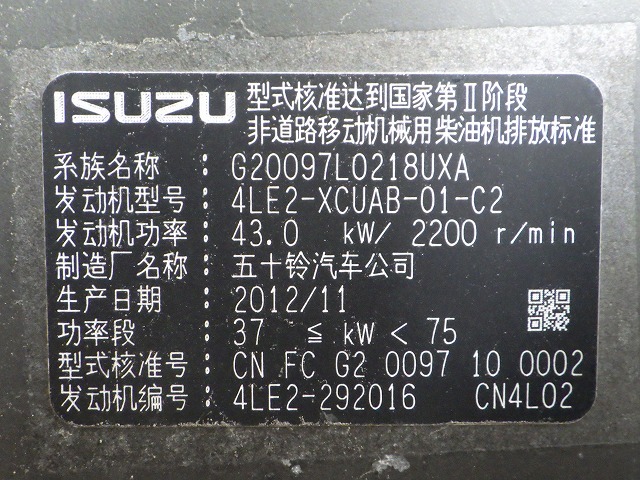 ISUZU 型式核准达到国家第Ⅱ阶段
非道路移动机械用柴油机排放标准
系族名称 : G20097L0218UXA
发动机型号 : 4LE2-XCUAB-01-C2
发动机功率 : 43.0 kW/ 2200 r/min
制造厂名称 : 五十铃汽车公司
生产日期 : 2012/11
功率段 : 37 ≦ kW < 75
型式核准号 : CN FC G2 0097 10 0002
发动机编号 : 4LE2-292016 CN4L02